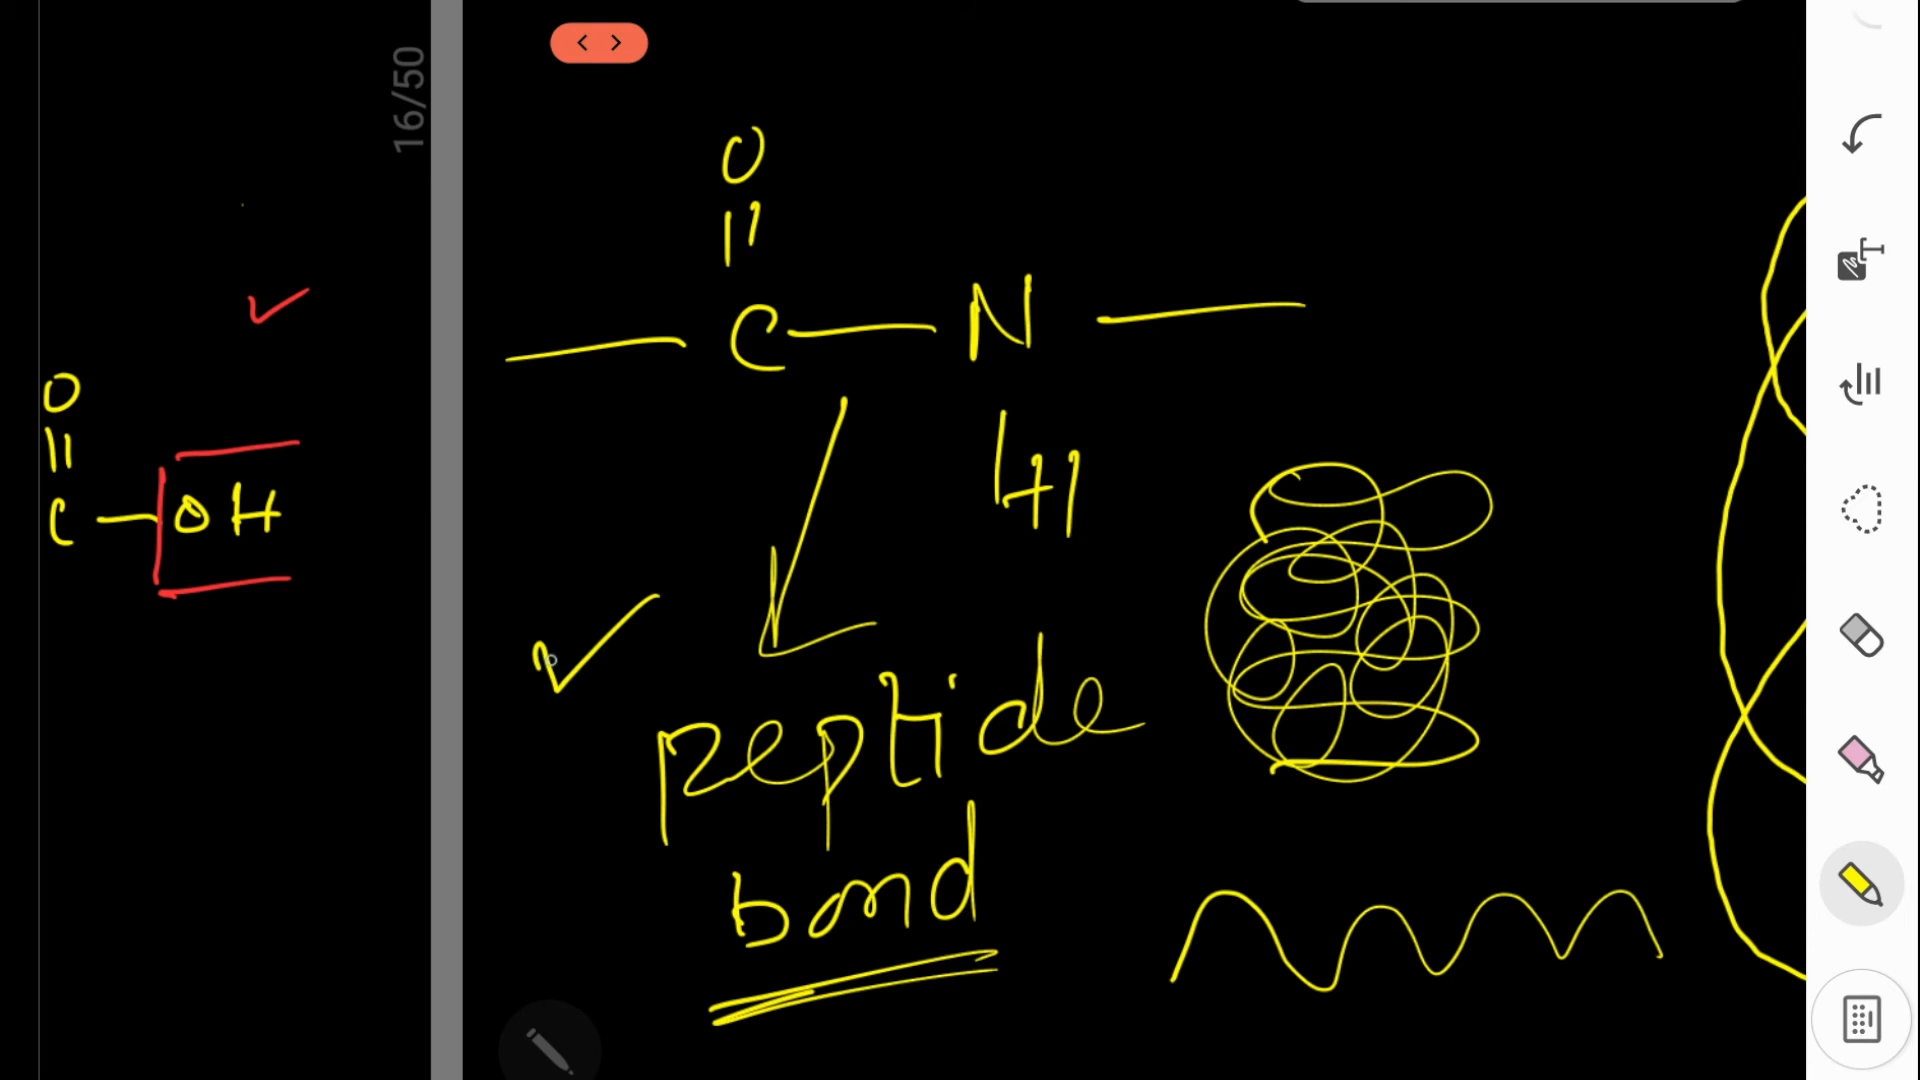 16/50
O
||
C — OH
O
||
— C — N —
H
peptide
bond